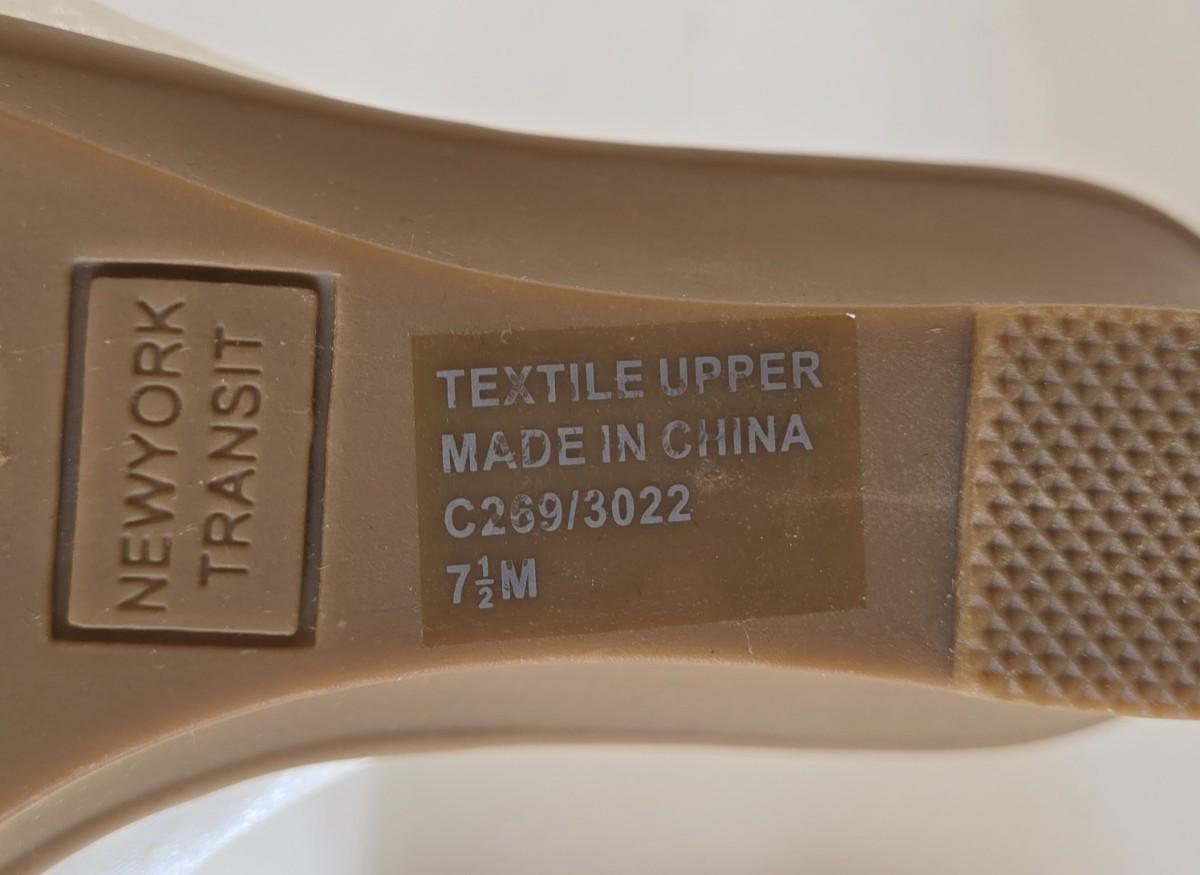 NEWYORK
TRANSIT
TEXTILE UPPER
MADE IN CHINA
C269/3022
7½M